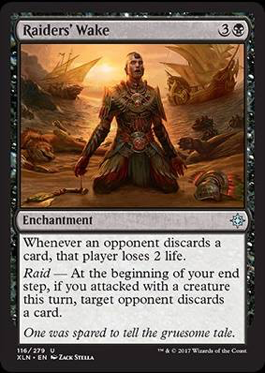 Raiders' Wake 3
Enchantment
Whenever an opponent discards a
card, that player loses 2 life.
Raid — At the beginning of your end
step, if you attacked with a creature
this turn, target opponent discards
a card.
One was spared to tell the gruesome tale.
116/279 U
XLN • EN ZACK STELLA
™ & © 2017 Wizards of the Coast